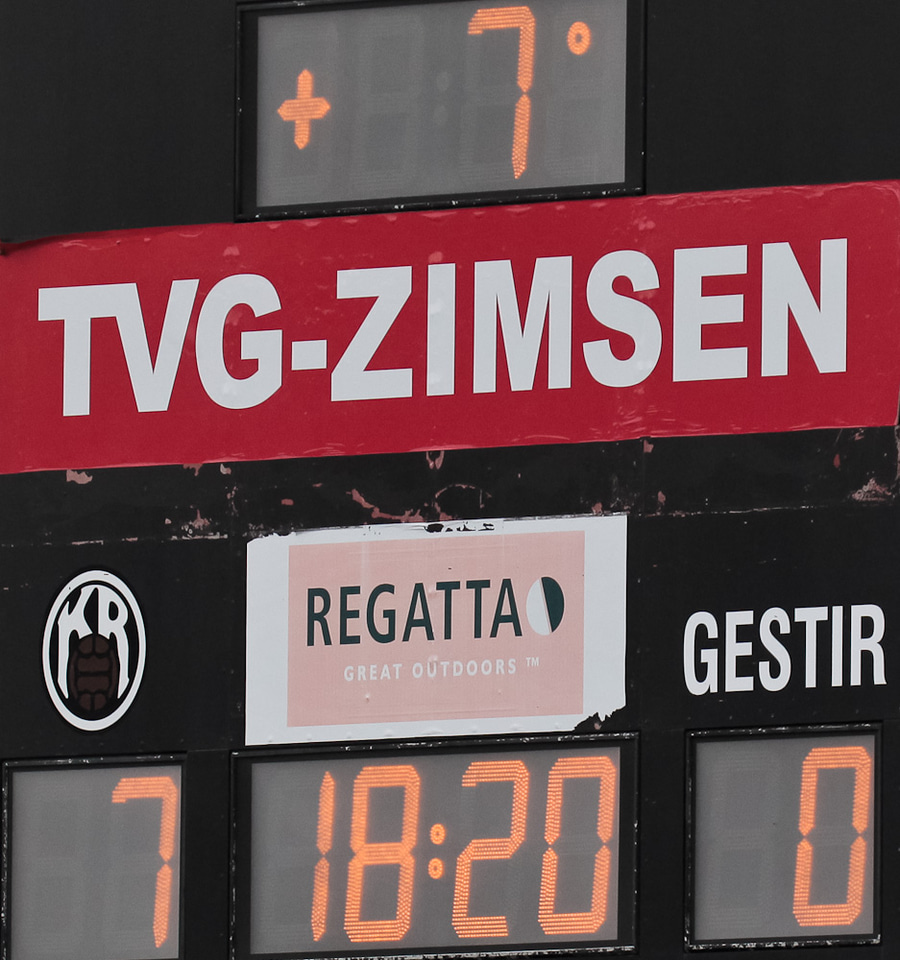 + 7°
TVG-ZIMSEN
KR
REGATTA
GREAT OUTDOORS ™
GESTIR
7
18:20
0